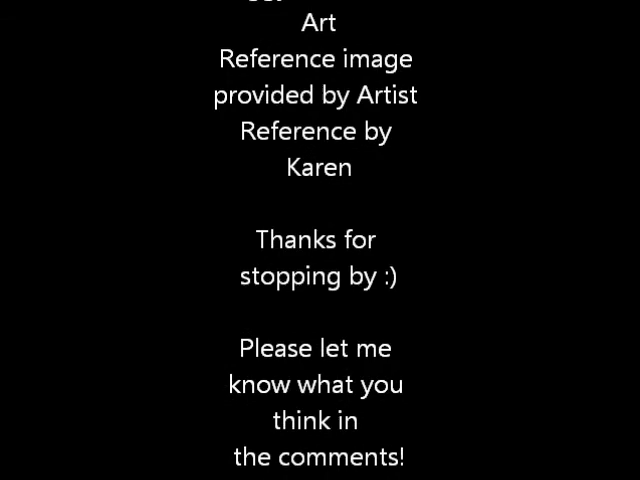 Art
Reference image
provided by Artist
Reference by
Karen
Thanks for
stopping by :)
Please let me
know what you
think in
the comments!